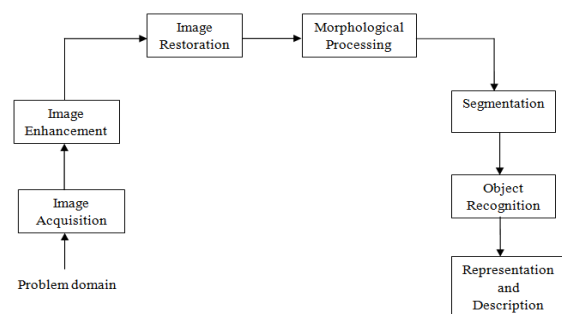 Problem domain
Image
Acquisition
Image
Enhancement
Image
Restoration
Morphological
Processing
Segmentation
Object
Recognition
Representation
and
Description